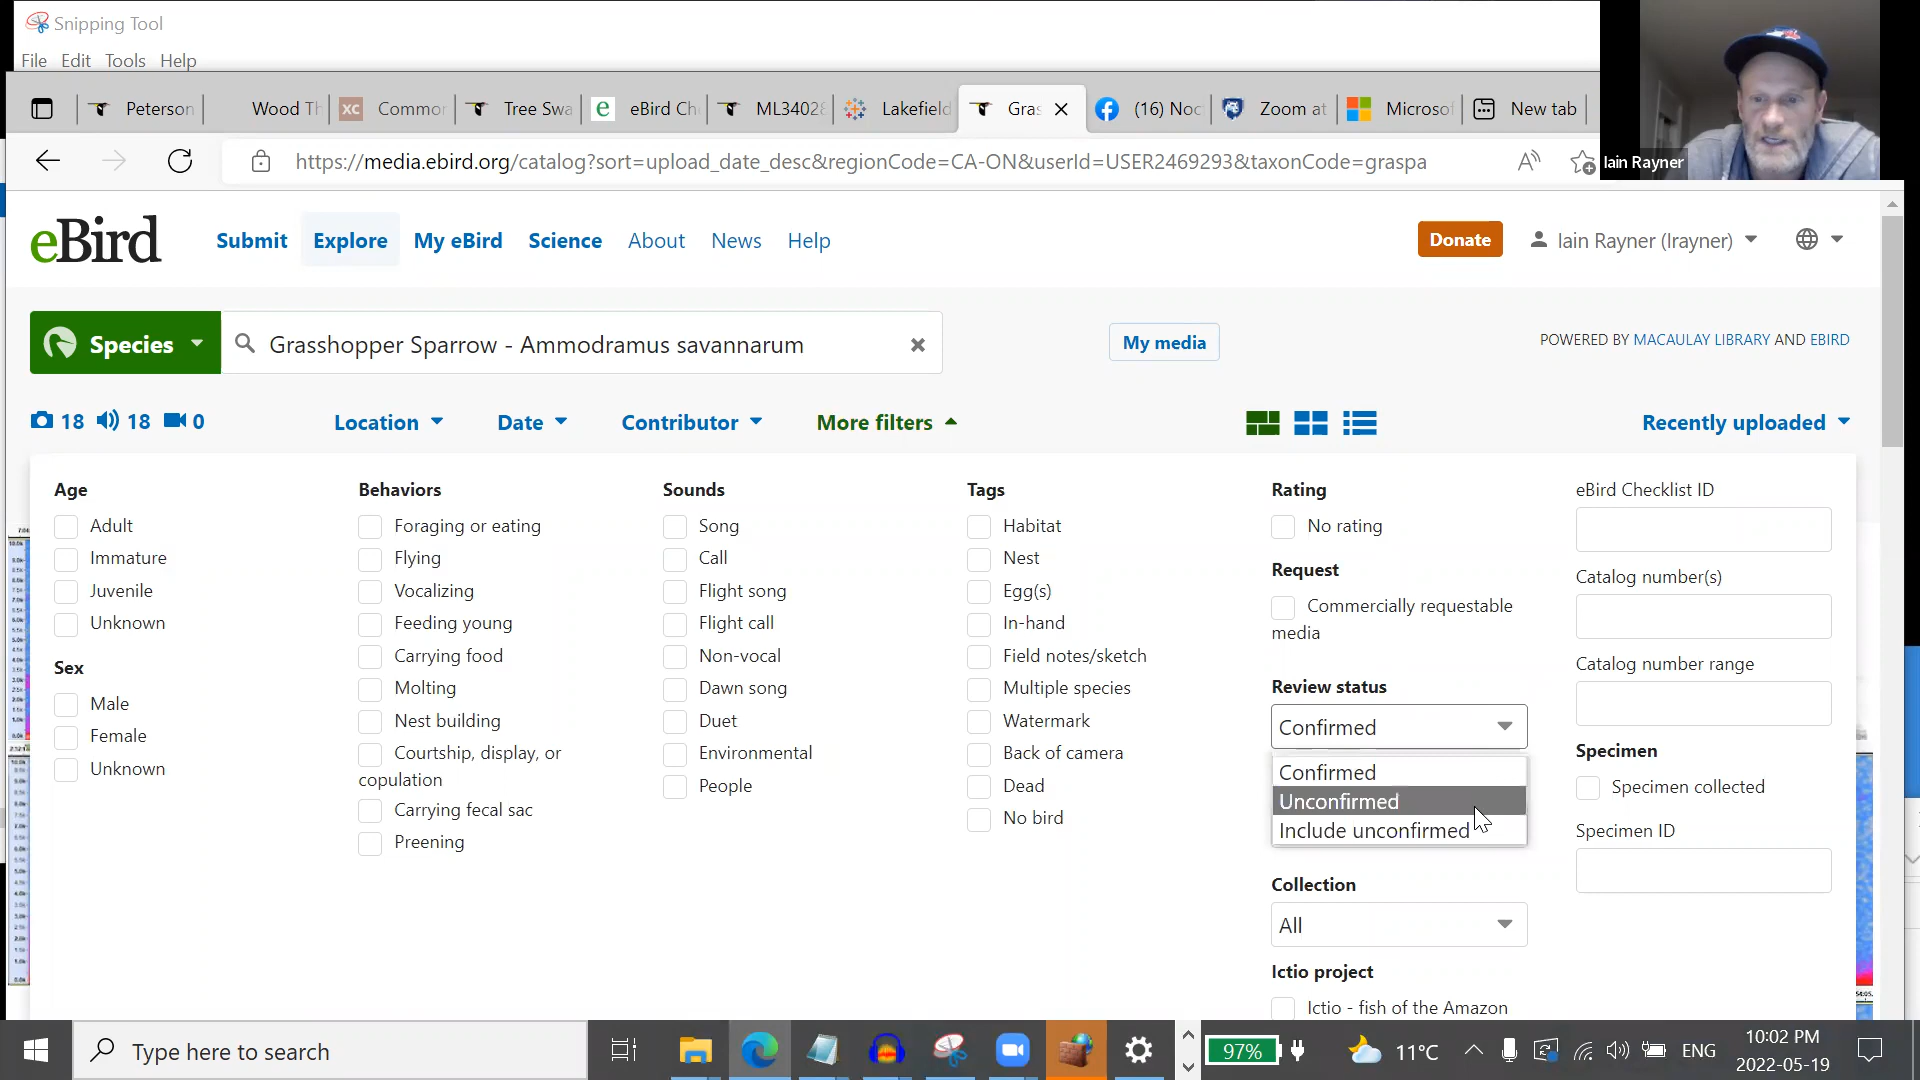 Snipping Tool
File Edit Tools Help
Peterson Wood Th XC Common Tree Swa eBird Che ML3402 Lakefield Gras (16) Noc Zoom at Microsof New tab
https://media.ebird.org/catalog?sort=upload_date_desc&regionCode=CA-ON&userId=USER2469293&taxonCode=graspa
Iain Rayner
eBird Submit Explore My eBird Science About News Help Donate Iain Rayner (Irayner)
Species Grasshopper Sparrow - Ammodramus savannarum My media POWERED BY MACAULAY LIBRARY AND EBIRD
18 18 0 Location Date Contributor More filters Recently uploaded
Age
Adult
Immature
Juvenile
Unknown
Sex
Male
Female
Unknown
Behaviors
Foraging or eating
Flying
Vocalizing
Feeding young
Carrying food
Molting
Nest building
Courtship, display, or
copulation
Carrying fecal sac
Preening
Sounds
Song
Call
Flight song
Flight call
Non-vocal
Dawn song
Duet
Environmental
People
Tags
Habitat
Nest
Egg(s)
In-hand
Field notes/sketch
Multiple species
Watermark
Back of camera
Dead
No bird
Rating
No rating
Request
Commercially requestable
media
Review status
Confirmed
Confirmed
Unconfirmed
Include unconfirmed
Collection
All
Ictio project
Ictio - fish of the Amazon
eBird Checklist ID
Catalog number(s)
Catalog number range
Specimen
Specimen collected
Specimen ID
Type here to search 97% 11°C ENG 10:02 PM
2022-05-19